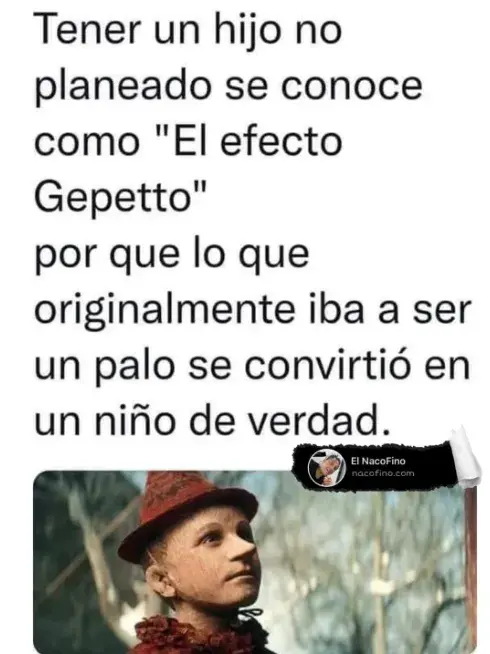 Tener un hijo no
planeado se conoce
como "El efecto
Gepetto"
por que lo que
originalmente iba a ser
un palo se convirtió en
un niño de verdad.
El NacoFino
nacofino.com